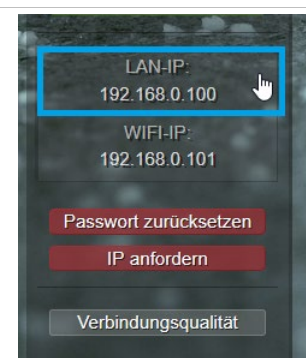 LAN-IP:
192.168.0.100
WIFI-IP:
192.168.0.101
Passwort zurücksetzen
IP anfordern
Verbindungsqualität